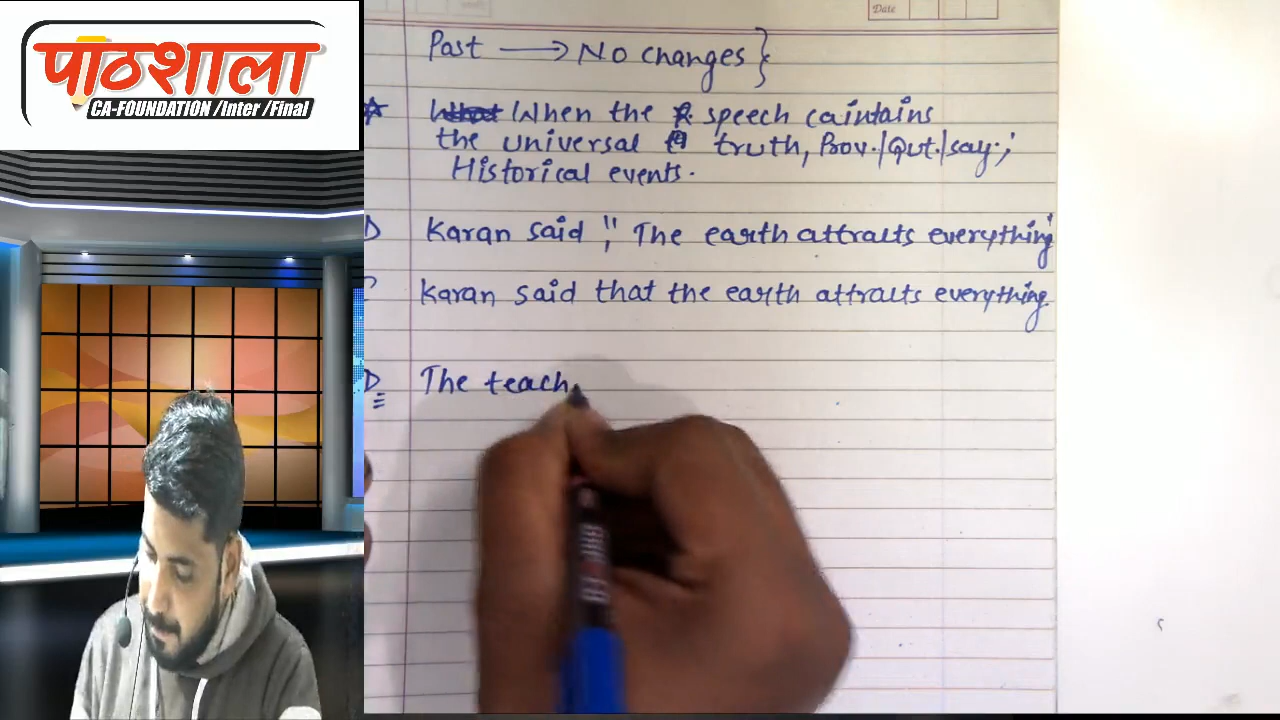 पाठशाला
CA-FOUNDATION /Inter /Final
Date
Past → No changes }
When the speech caintains
the universal truth, Prov./Qut./say.;
Historical events.
D Karan said ," The earth attracts everything"
Karan said that the earth attracts everything.
D The teach